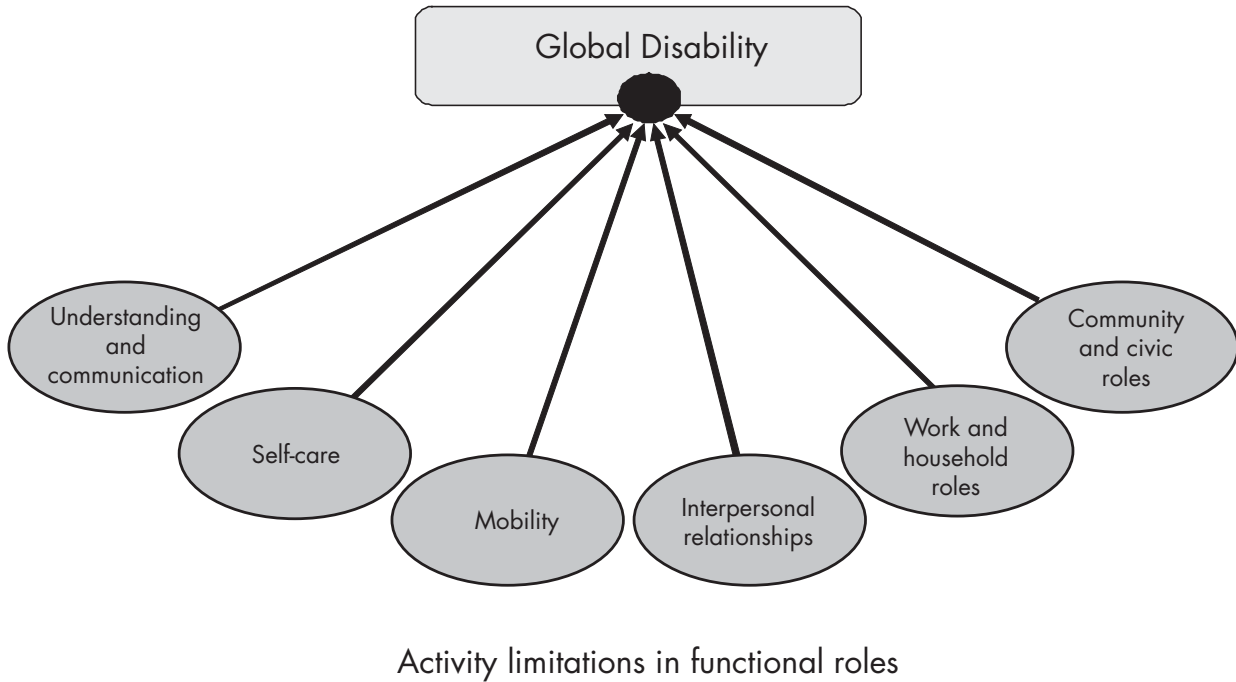 Global Disability
Understanding
and
communication
Self-care
Mobility
Interpersonal
relationships
Work and
household
roles
Community
and civic
roles
Activity limitations in functional roles